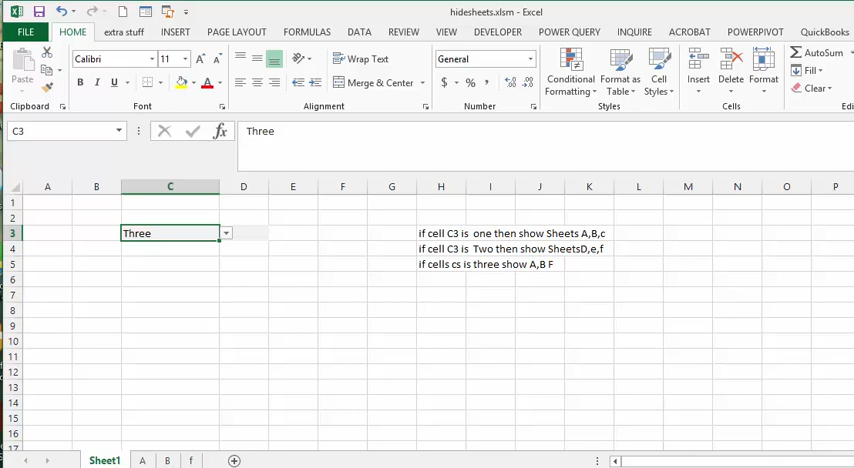 hidesheets.xlsm - Excel
FILE HOME extra stuff INSERT PAGE LAYOUT FORMULAS DATA REVIEW VIEW DEVELOPER POWER QUERY INQUIRE ACROBAT POWERPIVOT QuickBooks
Calibri 11 Wrap Text General AutoSum
Paste B I U Merge & Center $ % Conditional Formatting Format as Table Cell Styles Insert Delete Format Fill Clear
Clipboard Font Alignment Number Styles Cells
C3 fx Three
A B C D E F G H I J K L M N O P
1
2
3 Three if cell C3 is one then show Sheets A,B,c
4 if cell C3 is Two then show SheetsD,e,f
5 if cells cs is three show A,B F
6
7
8
9
10
11
12
13
14
15
16
17
Sheet1 A B f